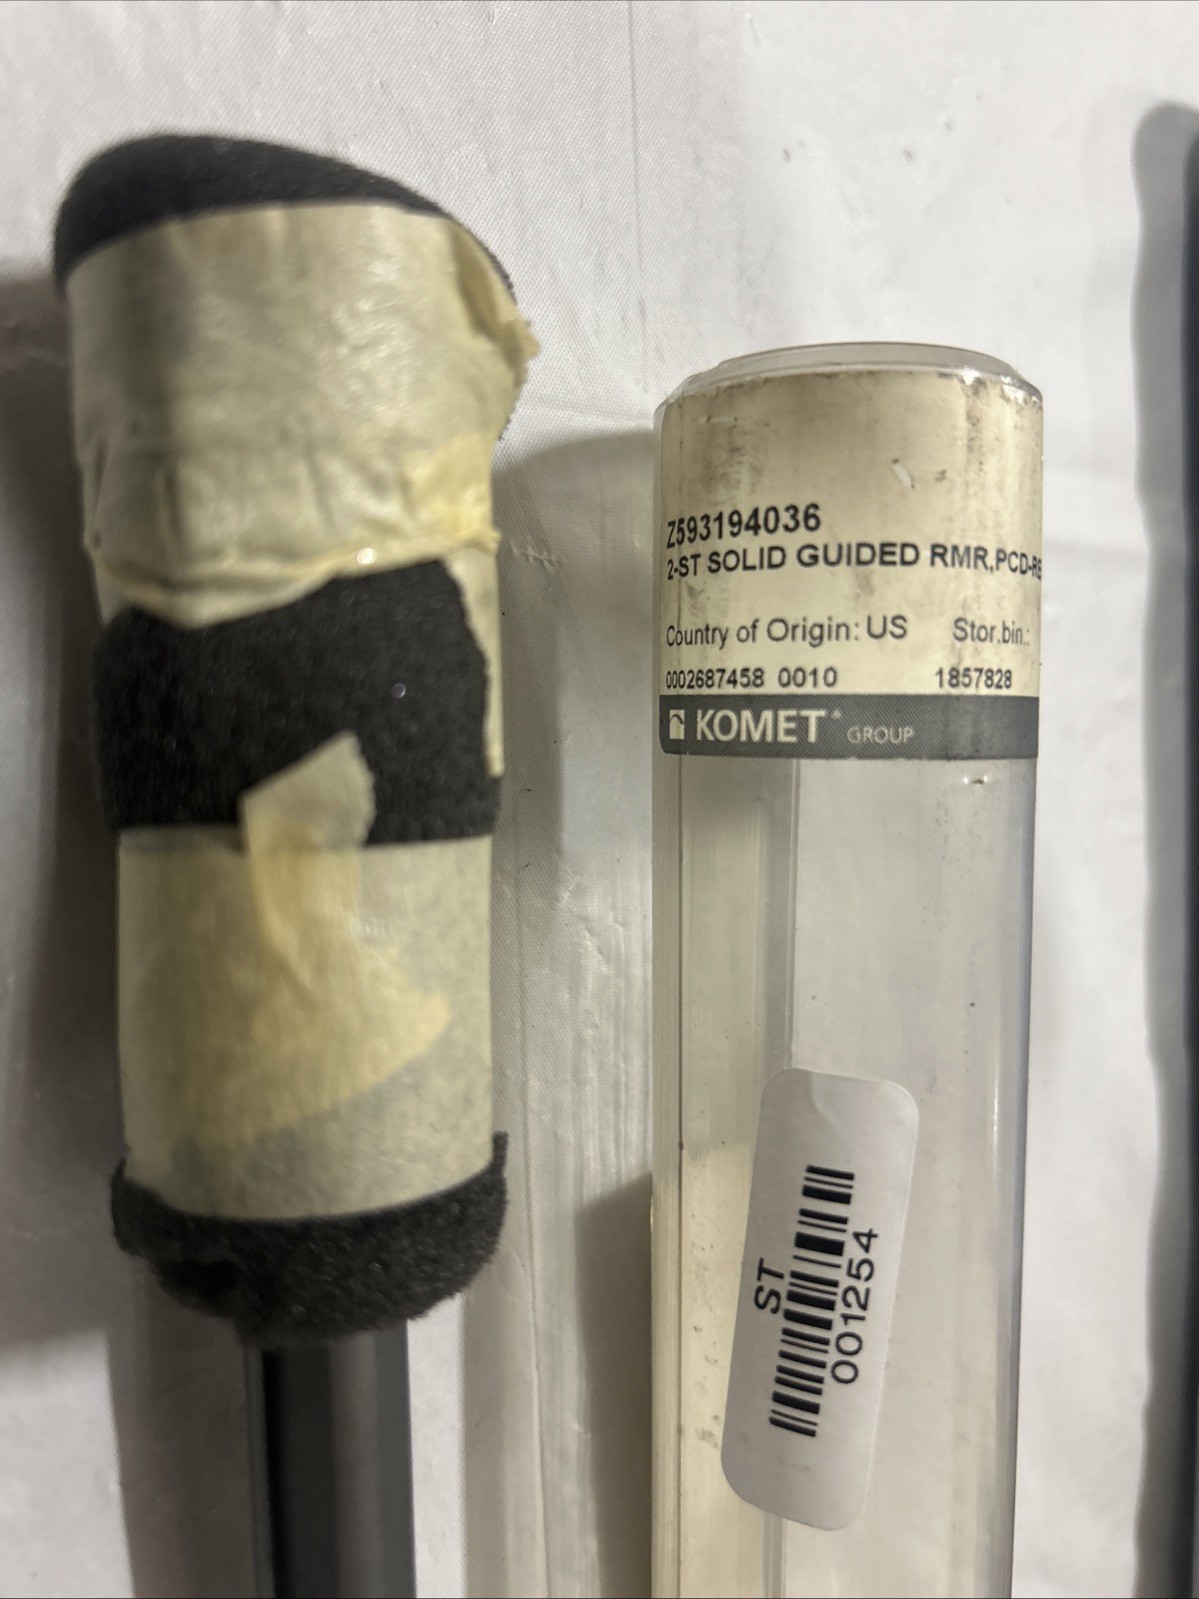 Z593194036
2-ST SOLID GUIDED RMR,PCD-RE
Country of Origin: US Stor.bin.:
0002687458 0010 1857828
KOMET GROUP
ST
001254